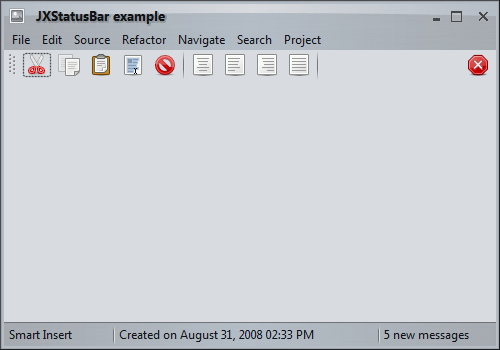 JXStatusBar example
File Edit Source Refactor Navigate Search Project
Smart Insert Created on August 31, 2008 02:33 PM 5 new messages